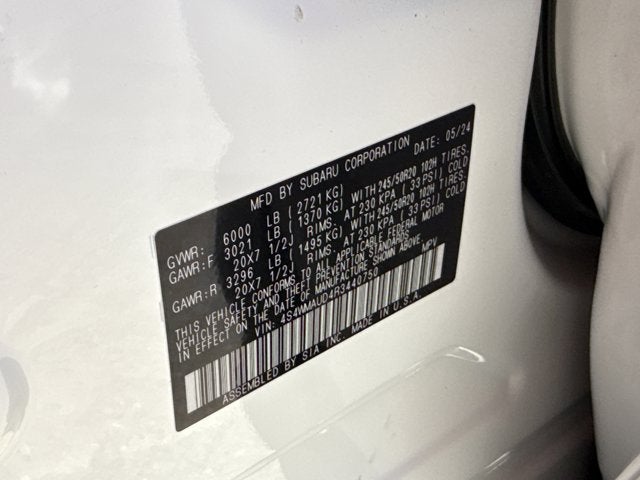 MFD BY SUBARU CORPORATION DATE: 05/24
GVWR: 6000 LB ( 2721 KG)
GAWR:F 3021 LB ( 1370 KG) WITH 245/50R20 102H TIRES.
20X7 1/2J RIMS. AT 230 KPA ( 33 PSI) COLD
GAWR:R 3296 LB ( 1495 KG) WITH 245/50R20 102H TIRES.
20X7 1/2J RIMS. AT 230 KPA ( 33 PSI) COLD
THIS VEHICLE CONFORMS TO ALL APPLICABLE FEDERAL MOTOR
VEHICLE SAFETY AND THEFT PREVENTION STANDARDS
IN EFFECT ON THE DATE OF MANUFACTURE SHOWN ABOVE.
VIN: 4S4WMAUD4R3440750 MPV
ASSEMBLED BY SIA INC. MADE IN U.S.A.